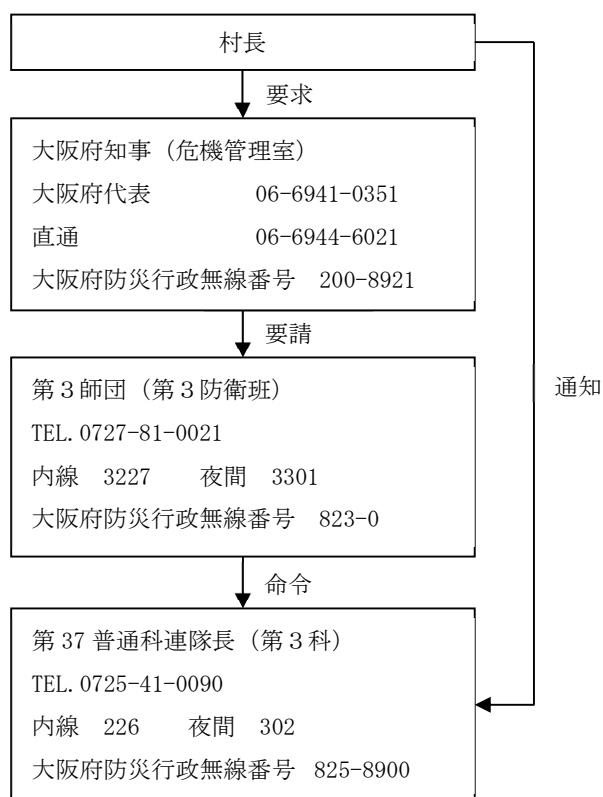 村長
要求
大阪府知事（危機管理室）
大阪府代表 06-6941-0351
直通 06-6944-6021
大阪府防災行政無線番号 200-8921
要請
第３師団（第３防衛班）
TEL.0727-81-0021
内線 3227 夜間 3301
大阪府防災行政無線番号 823-0
通知
命令
第 37 普通科連隊長（第３科）
TEL.0725-41-0090
内線 226 夜間 302
大阪府防災行政無線番号 825-8900